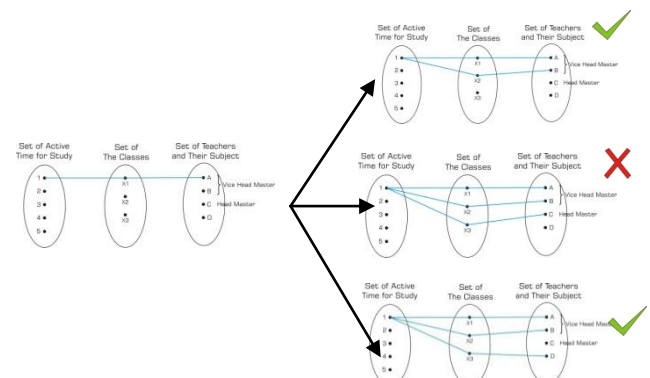 Set of Active
Time for Study
Set of
The Classes
Set of Teachers
and Their Subject
1
2
3
4
5
X1
X2
X3
A
B
C
D
Vice Head Master
Head Master
Set of Active
Time for Study
Set of
The Classes
Set of Teachers
and Their Subject
1
2
3
4
5
X1
X2
X3
A
B
C
D
Vice Head Master
Head Master
Set of Active
Time for Study
Set of
The Classes
Set of Teachers
and Their Subject
1
2
3
4
5
X1
X2
X3
A
B
C
D
Vice Head Master
Head Master
Set of Active
Time for Study
Set of
The Classes
Set of Teachers
and Their Subject
1
2
3
4
5
X1
X2
X3
A
B
C
D
Vice Head Mast
Head Master